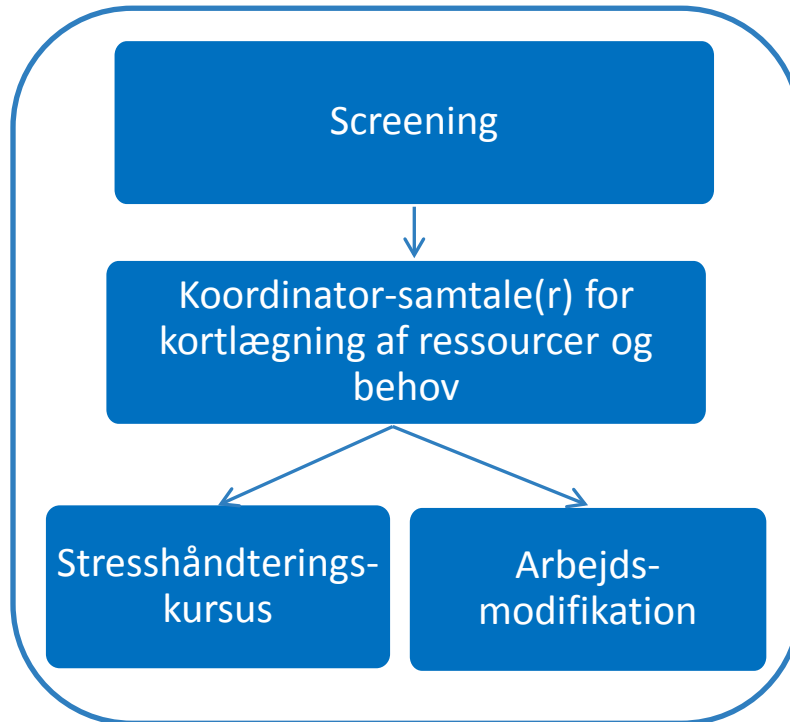 Screening
Koordinator-samtale(r) for
kortlægning af ressourcer og
behov
Stresshåndterings-
kursus
Arbejds-
modifikation